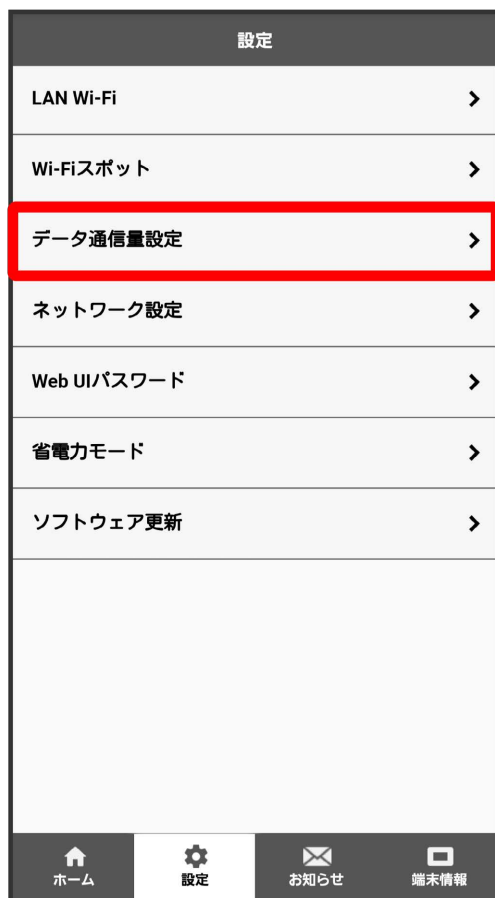 設定
LAN Wi-Fi
Wi-Fiスポット
データ通信量設定
ネットワーク設定
Web UIパスワード
省電力モード
ソフトウェア更新
ホーム
設定
お知らせ
端末情報